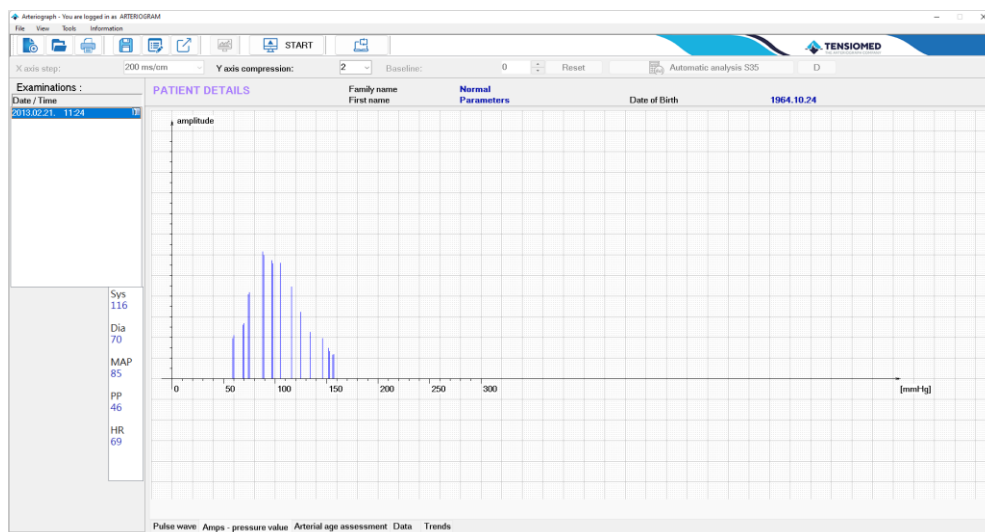 Arteriograph - You are logged in as ARTERIOGRAM
File View Tools Information
START
TENSIOMED
X axis step: 200 ms/cm Y axis compression: 2 Baseline: 0 Reset Automatic analysis S35 D
Examinations :
Date / Time
2013.02.21. 11:24
PATIENT DETAILS
Family name Normal
First name Parameters Date of Birth 1964.10.24
amplitude
0 50 100 150 200 250 300 [mmHg]
Sys
116
Dia
70
MAP
85
PP
46
HR
69
Pulse wave Amps - pressure value Arterial age assessment Data Trends